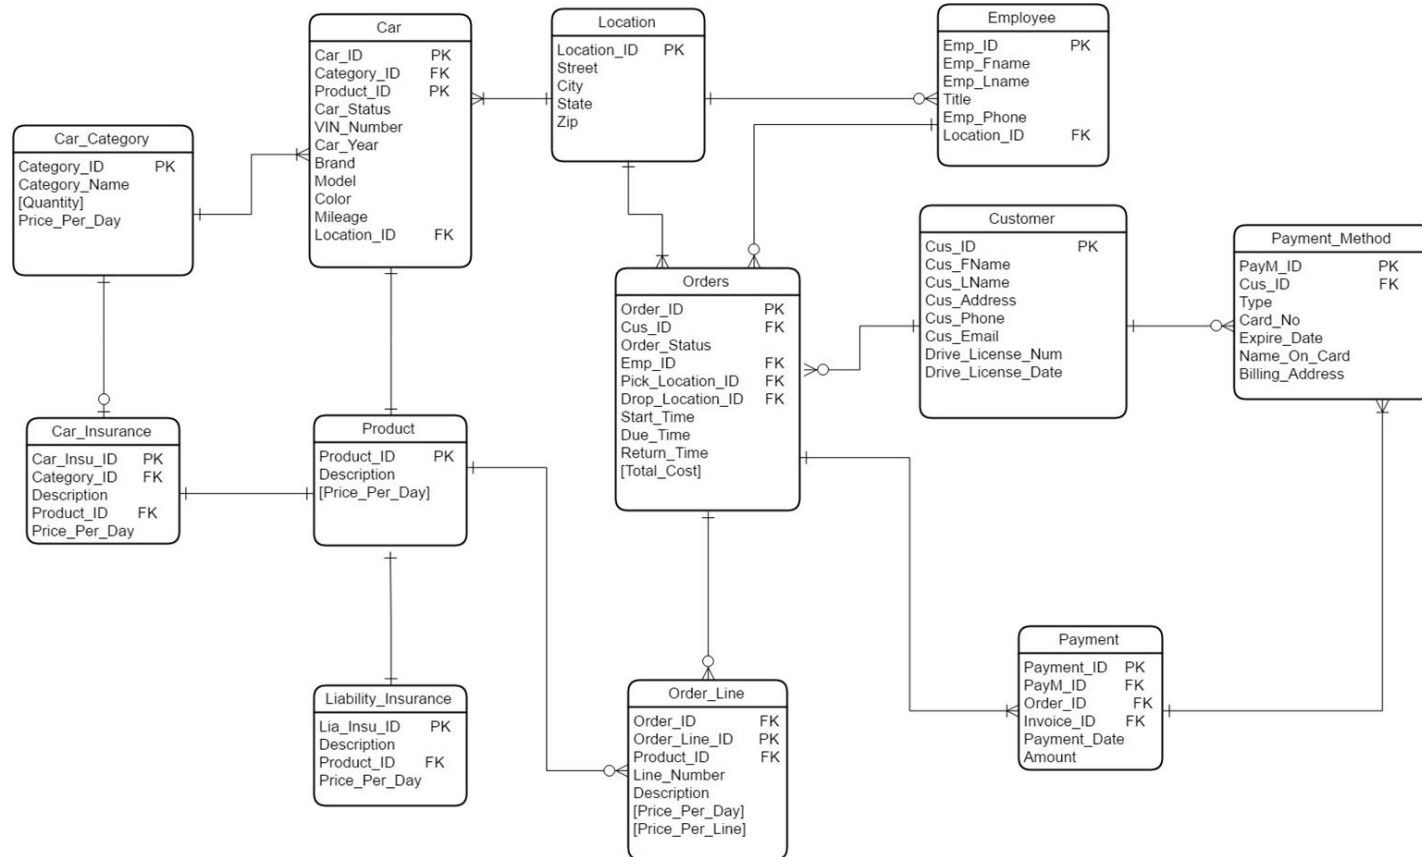 Car
Car_ID PK
Category_ID FK
Product_ID PK
Car_Status
VIN_Number
Car_Year
Brand
Model
Color
Mileage
Location_ID FK
Location
Location_ID PK
Street
City
State
Zip
Employee
Emp_ID PK
Emp_Fname
Emp_Lname
Title
Emp_Phone
Location_ID FK
Car_Category
Category_ID PK
Category_Name
[Quantity]
Price_Per_Day
Customer
Cus_ID PK
Cus_FName
Cus_LName
Cus_Address
Cus_Phone
Cus_Email
Drive_License_Num
Drive_License_Date
Payment_Method
PayM_ID PK
Cus_ID FK
Type
Card_No
Expire_Date
Name_On_Card
Billing_Address
Orders
Order_ID PK
Cus_ID FK
Order_Status
Emp_ID FK
Pick_Location_ID FK
Drop_Location_ID FK
Start_Time
Due_Time
Return_Time
[Total_Cost]
Car_Insurance
Car_Insu_ID PK
Category_ID FK
Description
Product_ID FK
Price_Per_Day
Product
Product_ID PK
Description
[Price_Per_Day]
Liability_Insurance
Lia_Insu_ID PK
Description
Product_ID FK
Price_Per_Day
Order_Line
Order_ID FK
Order_Line_ID PK
Product_ID FK
Line_Number
Description
[Price_Per_Day]
[Price_Per_Line]
Payment
Payment_ID PK
PayM_ID FK
Order_ID FK
Invoice_ID FK
Payment_Date
Amount